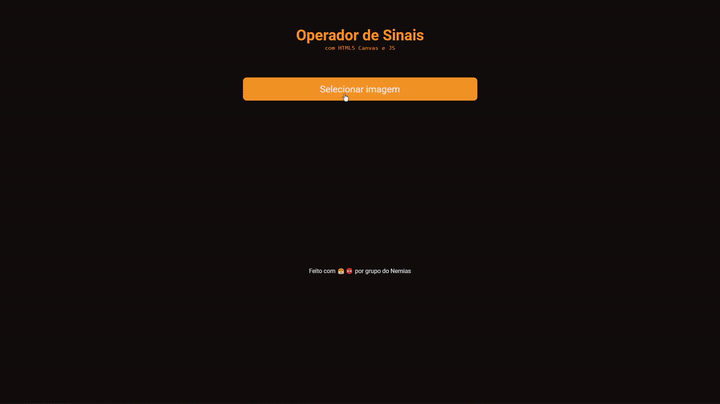 Operador de Sinais
com HTML5 Canvas e JS
Selecionar imagem
Feito com 😤 💢 por grupo do Nemias